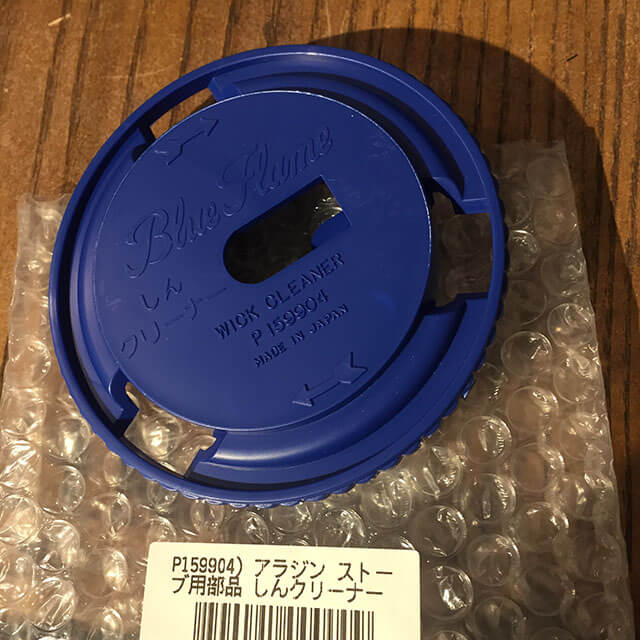 Blue Flame
しん
クリーナー
WICK CLEANER
P159904
MADE IN JAPAN
P159904) アラジン ストー
ブ用部品 しんクリーナー